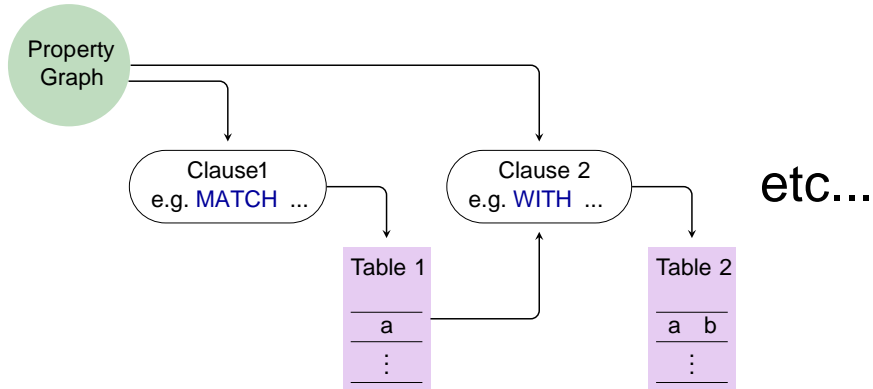 Property
Graph
Clause1
e.g. MATCH ...
Clause 2
e.g. WITH ...
etc...
Table 1
a
⋮
Table 2
a b
⋮